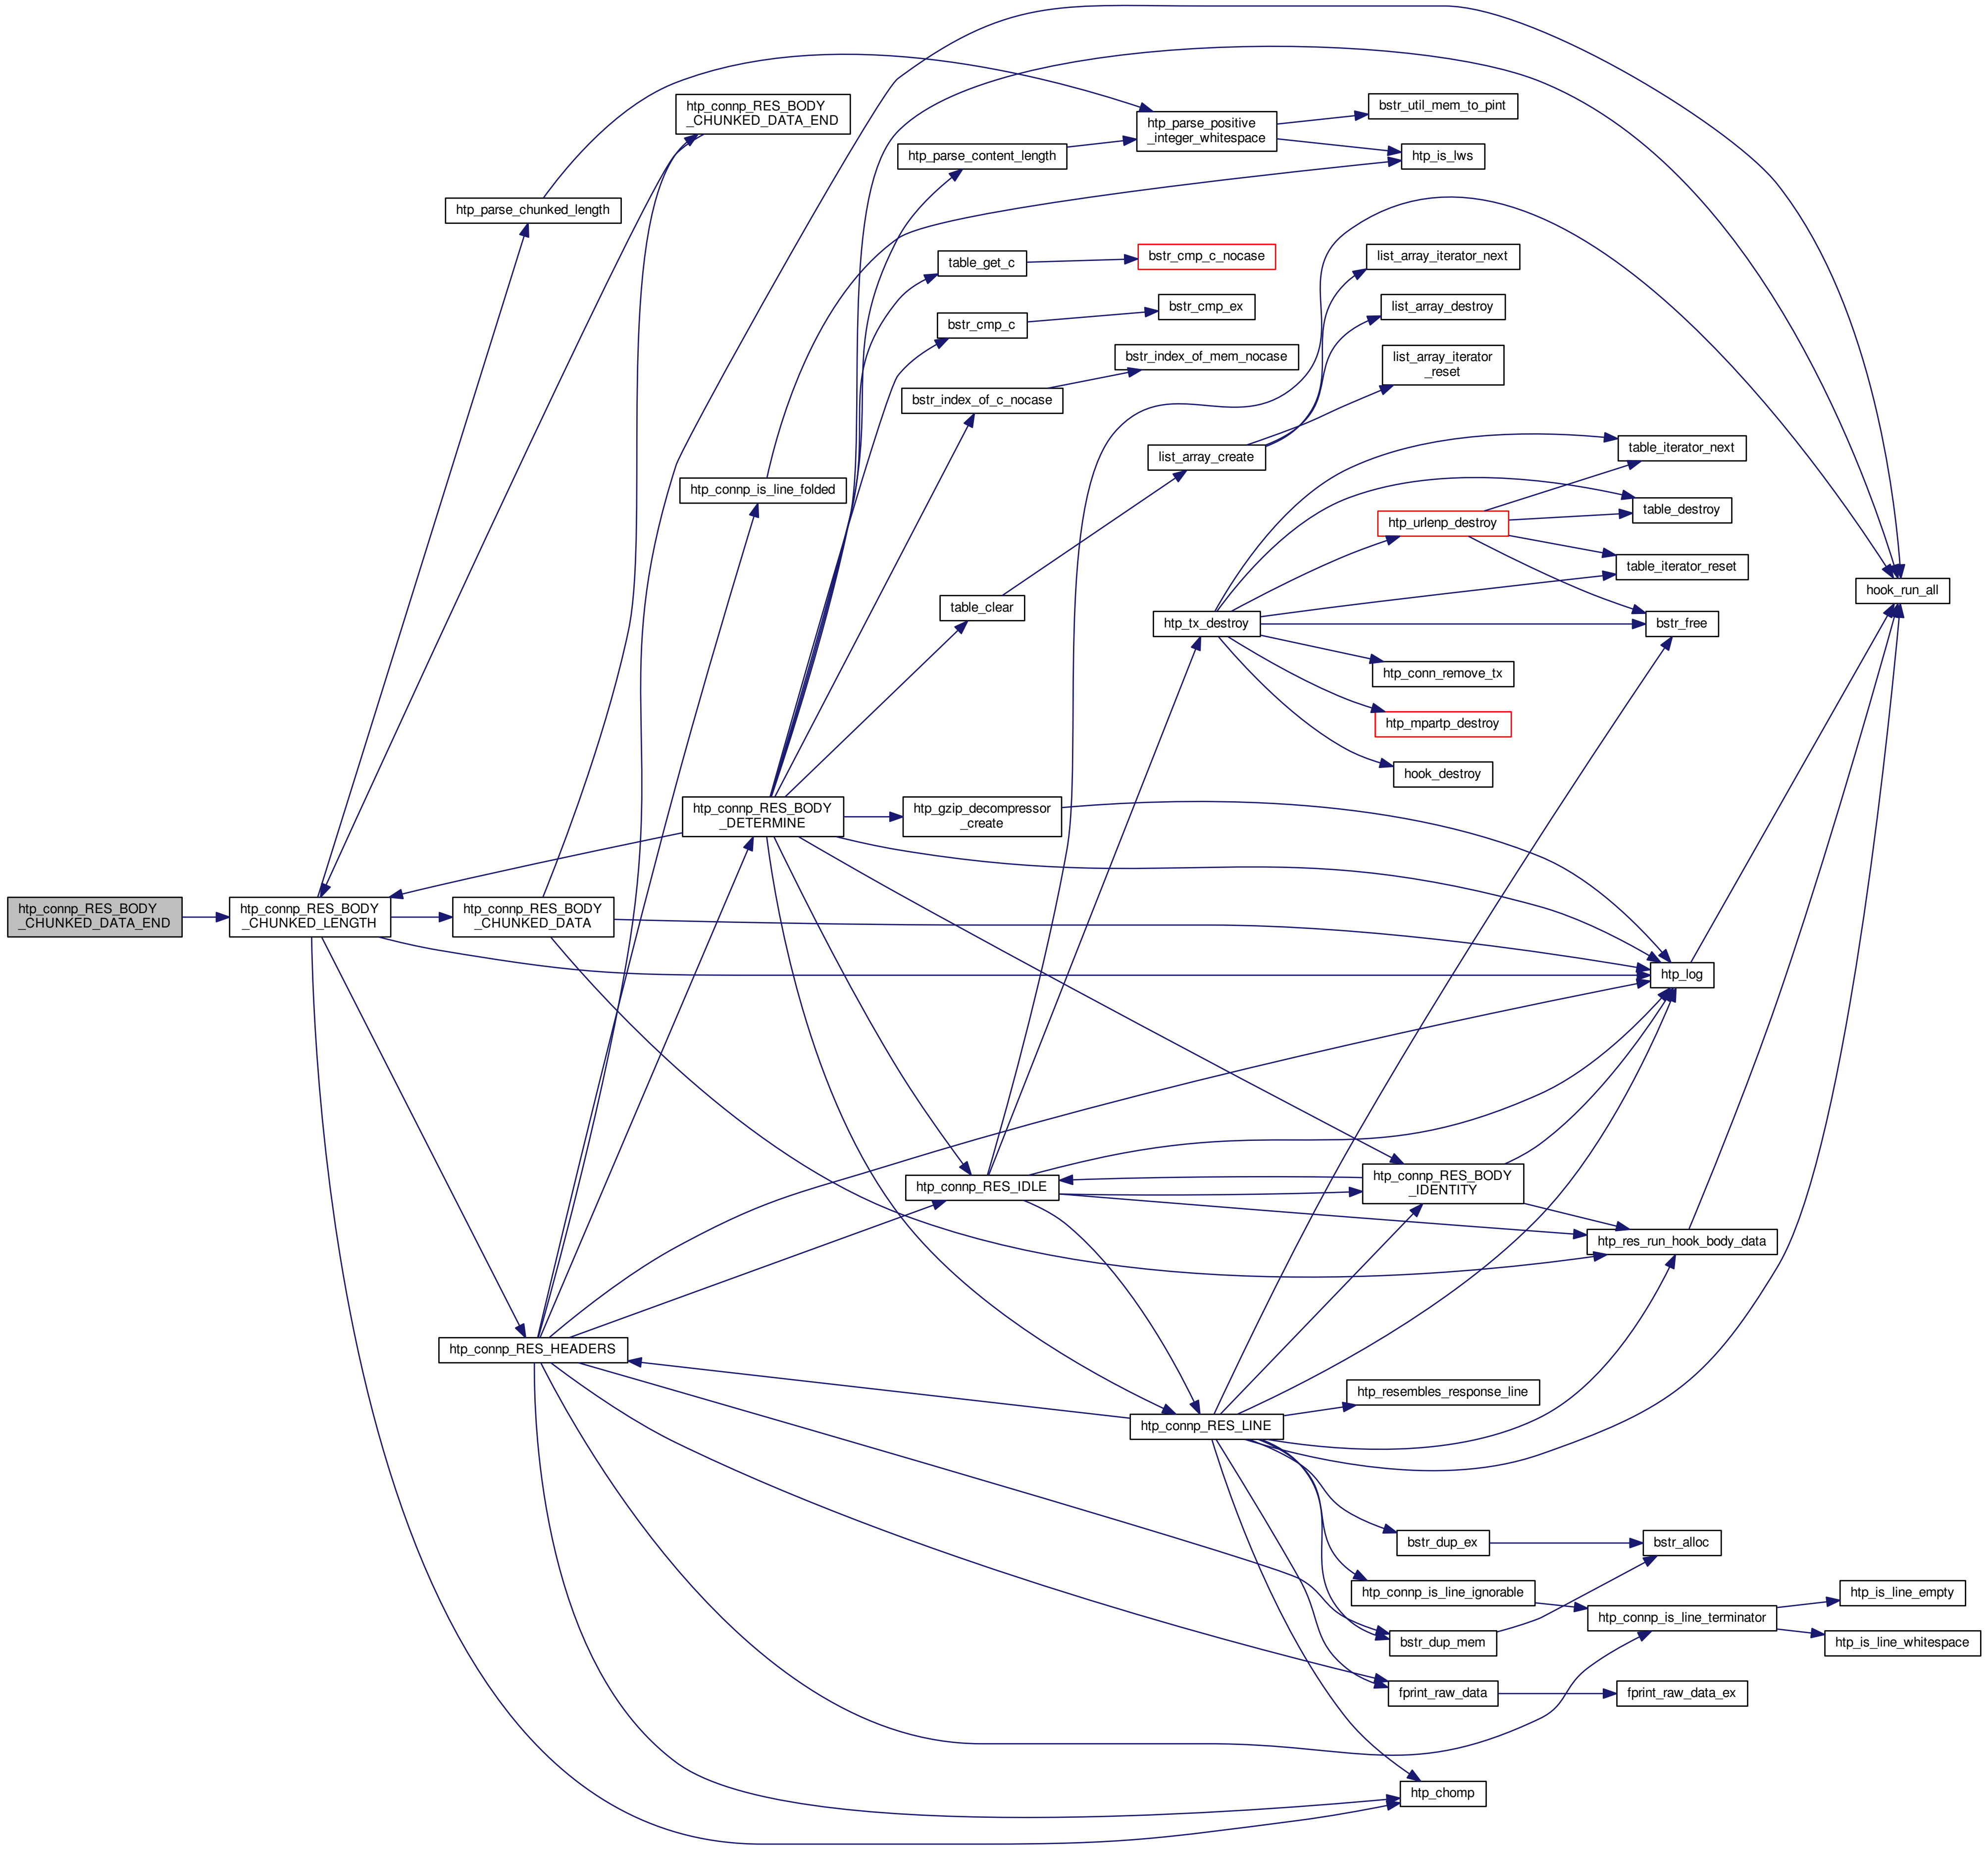 htp_connp_RES_BODY
_CHUNKED_DATA_END
htp_parse_positive
_integer_whitespace
bstr_util_mem_to_pint
htp_parse_content_length
htp_is_lws
htp_parse_chunked_length
table_get_c
bstr_cmp_c_nocase
list_array_iterator_next
bstr_cmp_c
bstr_cmp_ex
list_array_destroy
bstr_index_of_mem_nocase
list_array_iterator
_reset
bstr_index_of_c_nocase
list_array_create
table_iterator_next
htp_connp_is_line_folded
table_destroy
htp_urlenp_destroy
table_iterator_reset
hook_run_all
table_clear
htp_tx_destroy
bstr_free
htp_conn_remove_tx
htp_mpartp_destroy
hook_destroy
htp_connp_RES_BODY
_DETERMINE
htp_gzip_decompressor
_create
htp_connp_RES_BODY
_CHUNKED_DATA_END
htp_connp_RES_BODY
_CHUNKED_LENGTH
htp_connp_RES_BODY
_CHUNKED_DATA
htp_log
htp_connp_RES_IDLE
htp_connp_RES_BODY
_IDENTITY
htp_res_run_hook_body_data
htp_connp_RES_HEADERS
htp_resembles_response_line
htp_connp_RES_LINE
bstr_dup_ex
bstr_alloc
htp_connp_is_line_ignorable
htp_is_line_empty
htp_connp_is_line_terminator
bstr_dup_mem
htp_is_line_whitespace
fprint_raw_data
fprint_raw_data_ex
htp_chomp